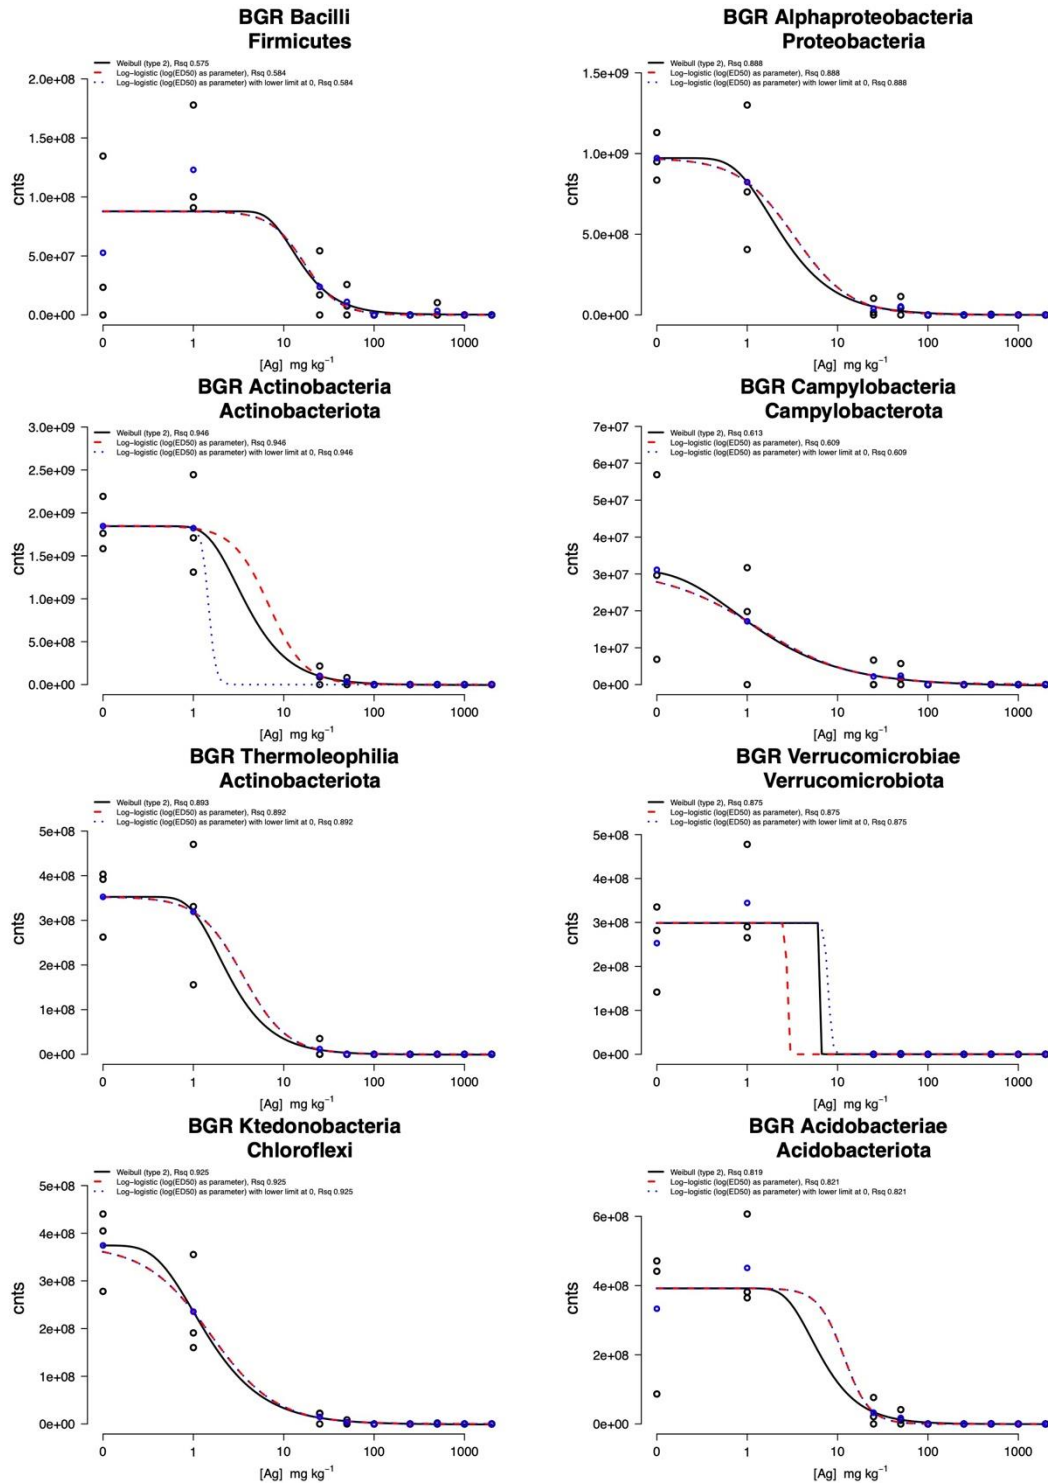 BGR Bacilli
Firmicutes
Weibull (type 2), Rsq 0.575
Log−logistic (log(ED50) as parameter), Rsq 0.584
Log−logistic (log(ED50) as parameter) with lower limit at 0, Rsq 0.584
2.0e+08
1.5e+08
1.0e+08
5.0e+07
0.0e+00
cnts
0 1 10 100 1000
[Ag] mg kg⁻¹
BGR Alphaproteobacteria
Proteobacteria
Weibull (type 2), Rsq 0.888
Log−logistic (log(ED50) as parameter), Rsq 0.888
Log−logistic (log(ED50) as parameter) with lower limit at 0, Rsq 0.888
1.5e+09
1.0e+09
5.0e+08
0.0e+00
cnts
0 1 10 100 1000
[Ag] mg kg⁻¹
BGR Actinobacteria
Actinobacteriota
Weibull (type 2), Rsq 0.946
Log−logistic (log(ED50) as parameter), Rsq 0.946
Log−logistic (log(ED50) as parameter) with lower limit at 0, Rsq 0.946
3.0e+09
2.5e+09
2.0e+09
1.5e+09
1.0e+09
5.0e+08
0.0e+00
cnts
0 1 10 100 1000
[Ag] mg kg⁻¹
BGR Campylobacteria
Campylobacterota
Weibull (type 2), Rsq 0.613
Log−logistic (log(ED50) as parameter), Rsq 0.609
Log−logistic (log(ED50) as parameter) with lower limit at 0, Rsq 0.609
7e+07
6e+07
5e+07
4e+07
3e+07
2e+07
1e+07
0e+00
cnts
0 1 10 100 1000
[Ag] mg kg⁻¹
BGR Thermoleophilia
Actinobacteriota
Weibull (type 2), Rsq 0.893
Log−logistic (log(ED50) as parameter), Rsq 0.892
Log−logistic (log(ED50) as parameter) with lower limit at 0, Rsq 0.892
5e+08
4e+08
3e+08
2e+08
1e+08
0e+00
cnts
0 1 10 100 1000
[Ag] mg kg⁻¹
BGR Verrucomicrobiae
Verrucomicrobiota
Weibull (type 2), Rsq 0.875
Log−logistic (log(ED50) as parameter), Rsq 0.875
Log−logistic (log(ED50) as parameter) with lower limit at 0, Rsq 0.875
5e+08
4e+08
3e+08
2e+08
1e+08
0e+00
cnts
0 1 10 100 1000
[Ag] mg kg⁻¹
BGR Ktedonobacteria
Chloroflexi
Weibull (type 2), Rsq 0.925
Log−logistic (log(ED50) as parameter), Rsq 0.925
Log−logistic (log(ED50) as parameter) with lower limit at 0, Rsq 0.925
5e+08
4e+08
3e+08
2e+08
1e+08
0e+00
cnts
0 1 10 100 1000
[Ag] mg kg⁻¹
BGR Acidobacteriae
Acidobacteriota
Weibull (type 2), Rsq 0.819
Log−logistic (log(ED50) as parameter), Rsq 0.821
Log−logistic (log(ED50) as parameter) with lower limit at 0, Rsq 0.821
6e+08
4e+08
2e+08
0e+00
cnts
0 1 10 100 1000
[Ag] mg kg⁻¹